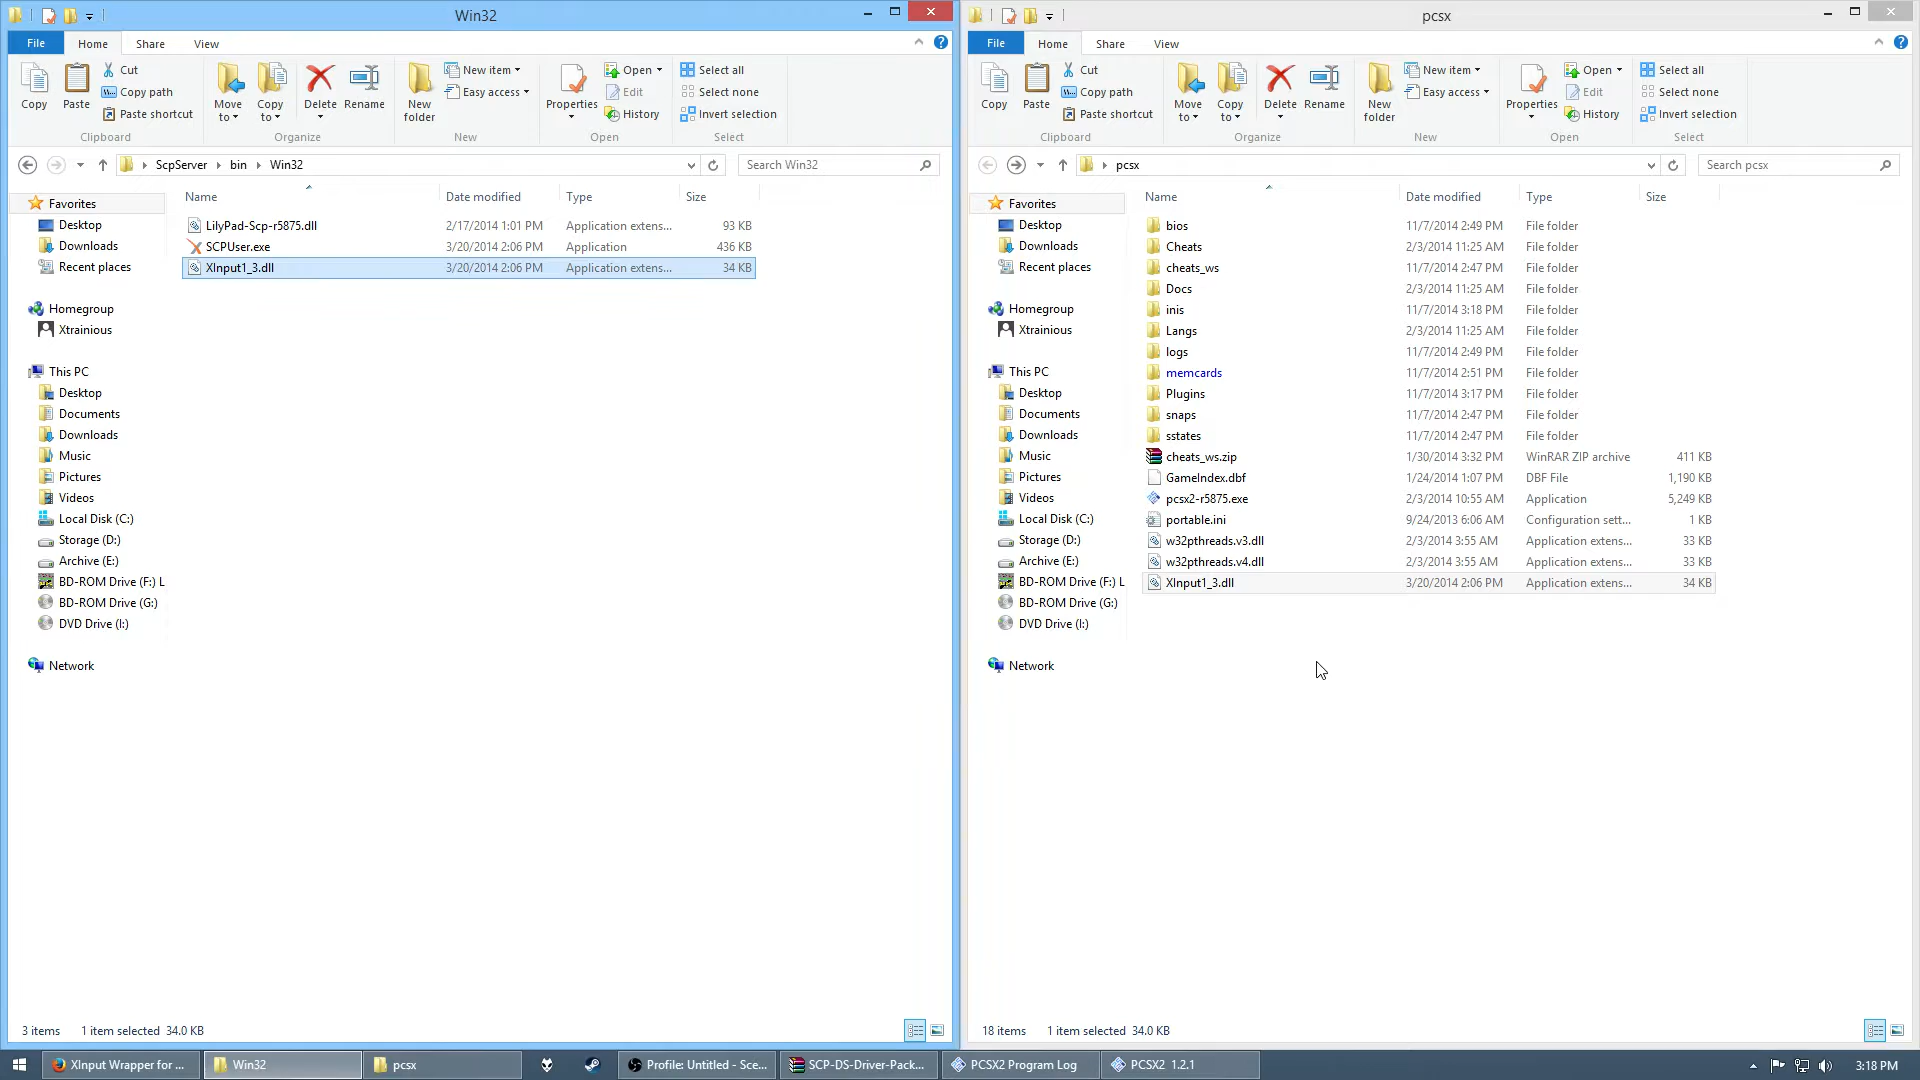 Win32
File Home Share View
Copy Paste Cut Copy path Paste shortcut
Move to Copy to Delete Rename
New folder New item Easy access
Properties Open Edit History
Select all Select none Invert selection
Clipboard Organize New Open Select
ScpServer bin Win32
Search Win32
Name Date modified Type Size
LilyPad-Scp-r5875.dll 2/17/2014 1:01 PM Application extens... 93 KB
SCPUser.exe 3/20/2014 2:06 PM Application 436 KB
XInput1_3.dll 3/20/2014 2:06 PM Application extens... 34 KB
Favorites
Desktop
Downloads
Recent places
Homegroup
Xtrainious
This PC
Desktop
Documents
Downloads
Music
Pictures
Videos
Local Disk (C:)
Storage (D:)
Archive (E:)
BD-ROM Drive (F:) L
BD-ROM Drive (G:)
DVD Drive (I:)
Network
3 items 1 item selected 34.0 KB
pcsx
File Home Share View
Copy Paste Cut Copy path Paste shortcut
Move to Copy to Delete Rename
New folder New item Easy access
Properties Open Edit History
Select all Select none Invert selection
Clipboard Organize New Open Select
pcsx
Search pcsx
Name Date modified Type Size
bios 11/7/2014 2:49 PM File folder
Cheats 2/3/2014 11:25 AM File folder
cheats_ws 11/7/2014 2:47 PM File folder
Docs 2/3/2014 11:25 AM File folder
inis 11/7/2014 3:18 PM File folder
Langs 2/3/2014 11:25 AM File folder
logs 11/7/2014 2:49 PM File folder
memcards 11/7/2014 2:51 PM File folder
Plugins 11/7/2014 3:17 PM File folder
snaps 11/7/2014 2:47 PM File folder
sstates 11/7/2014 2:47 PM File folder
cheats_ws.zip 1/30/2014 3:32 PM WinRAR ZIP archive 411 KB
GameIndex.dbf 1/24/2014 1:07 PM DBF File 1,190 KB
pcsx2-r5875.exe 2/3/2014 10:55 AM Application 5,249 KB
portable.ini 9/24/2013 6:06 AM Configuration sett... 1 KB
w32pthreads.v3.dll 2/3/2014 3:55 AM Application extens... 33 KB
w32pthreads.v4.dll 2/3/2014 3:55 AM Application extens... 33 KB
XInput1_3.dll 3/20/2014 2:06 PM Application extens... 34 KB
Favorites
Desktop
Downloads
Recent places
Homegroup
Xtrainious
This PC
Desktop
Documents
Downloads
Music
Pictures
Videos
Local Disk (C:)
Storage (D:)
Archive (E:)
BD-ROM Drive (F:) L
BD-ROM Drive (G:)
DVD Drive (I:)
Network
18 items 1 item selected 34.0 KB
XInput Wrapper for ... Win32 pcsx Profile: Untitled - Sce... SCP-DS-Driver-Pack... PCSX2 Program Log PCSX2 1.2.1 3:18 PM